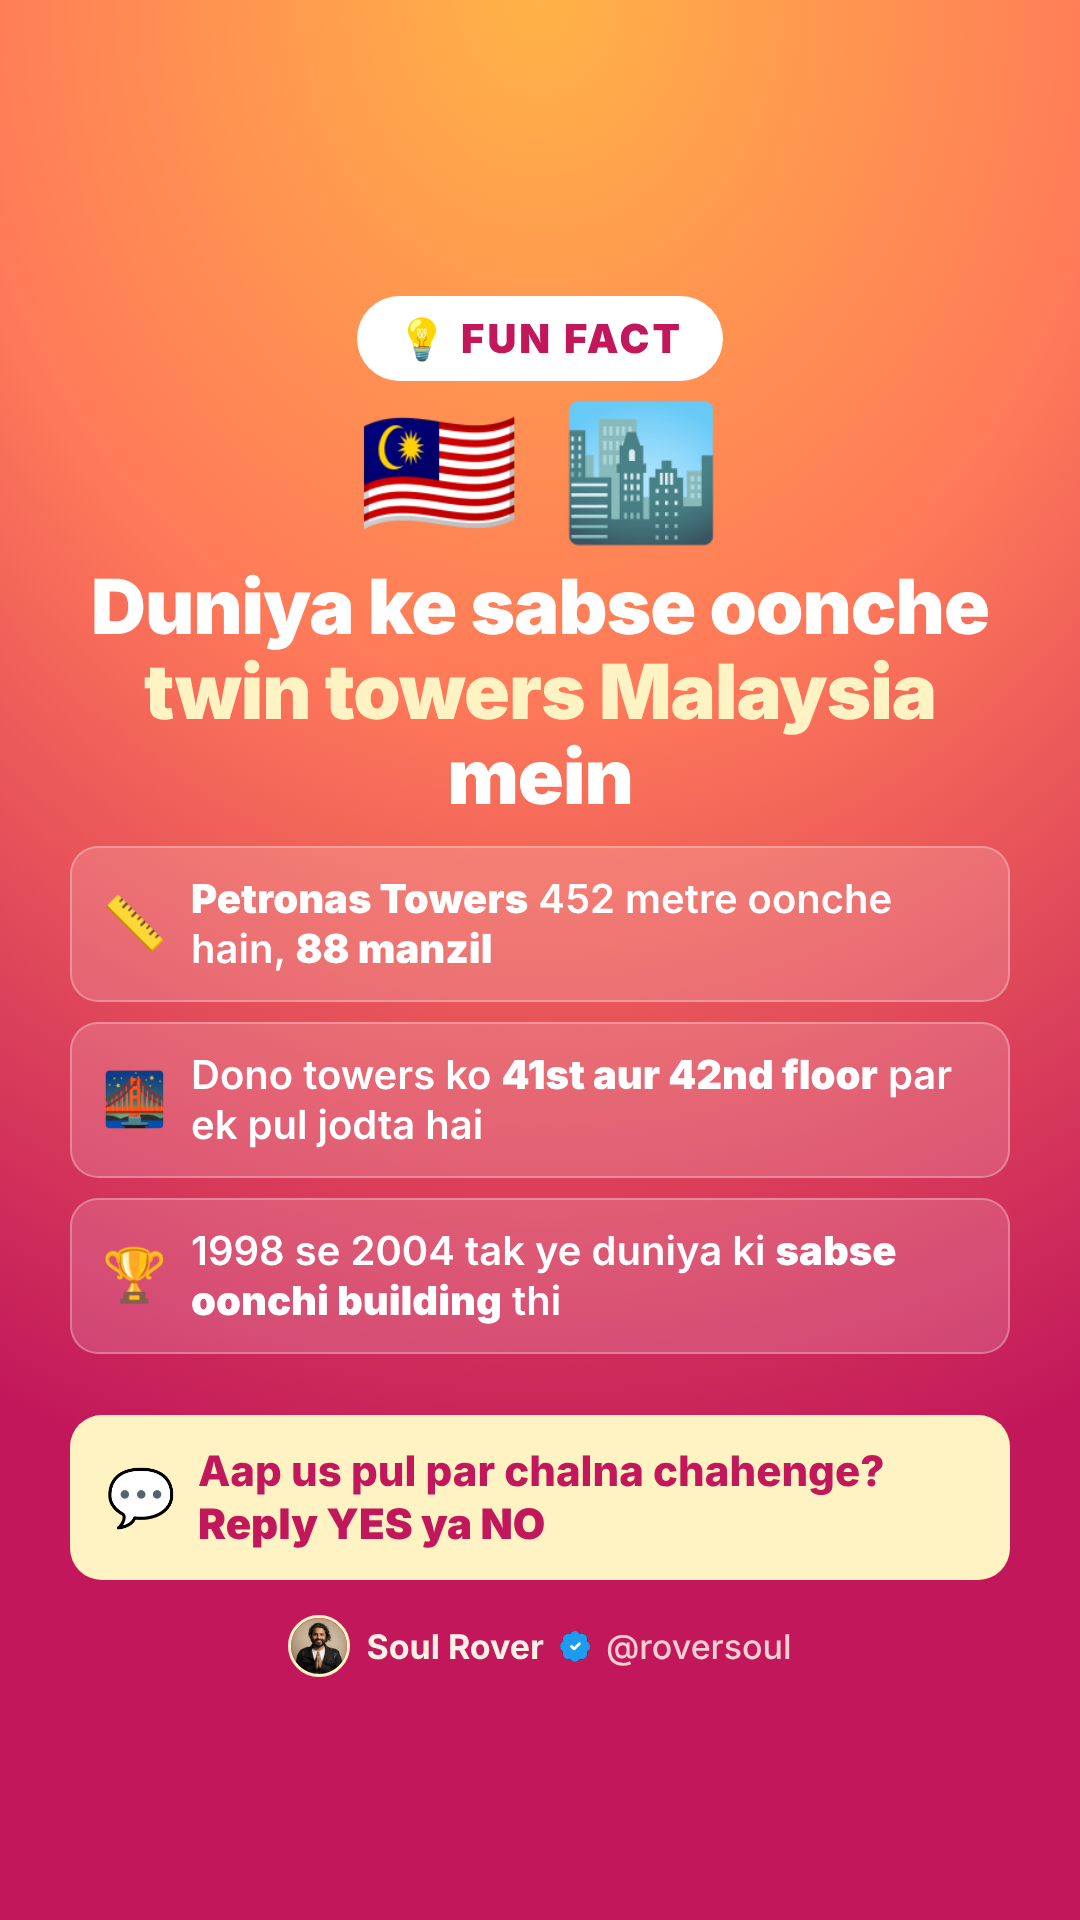 💡 FUN FACT
Duniya ke sabse oonche
twin towers Malaysia
mein
Petronas Towers 452 metre oonche
hain, 88 manzil
Dono towers ko 41st aur 42nd floor par
ek pul jodta hai
1998 se 2004 tak ye duniya ki sabse
oonchi building thi
Aap us pul par chalna chahenge?
Reply YES ya NO
Soul Rover @roversoul